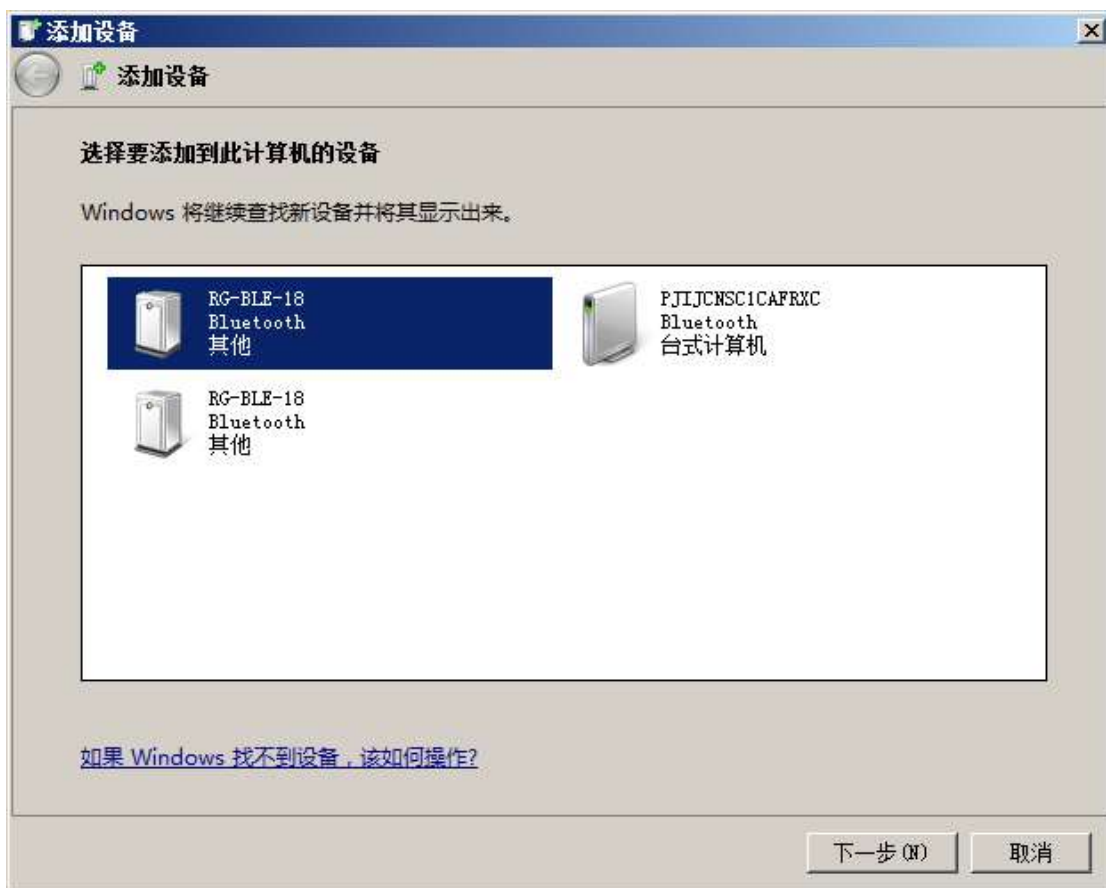 添加设备
添加设备
选择要添加到此计算机的设备
Windows 将继续查找新设备并将其显示出来。
RG-BLE-18
Bluetooth
其他
PJIJCNSC1CAFRXC
Bluetooth
台式计算机
RG-BLE-18
Bluetooth
其他
如果 Windows 找不到设备，该如何操作?
下一步(N)
取消